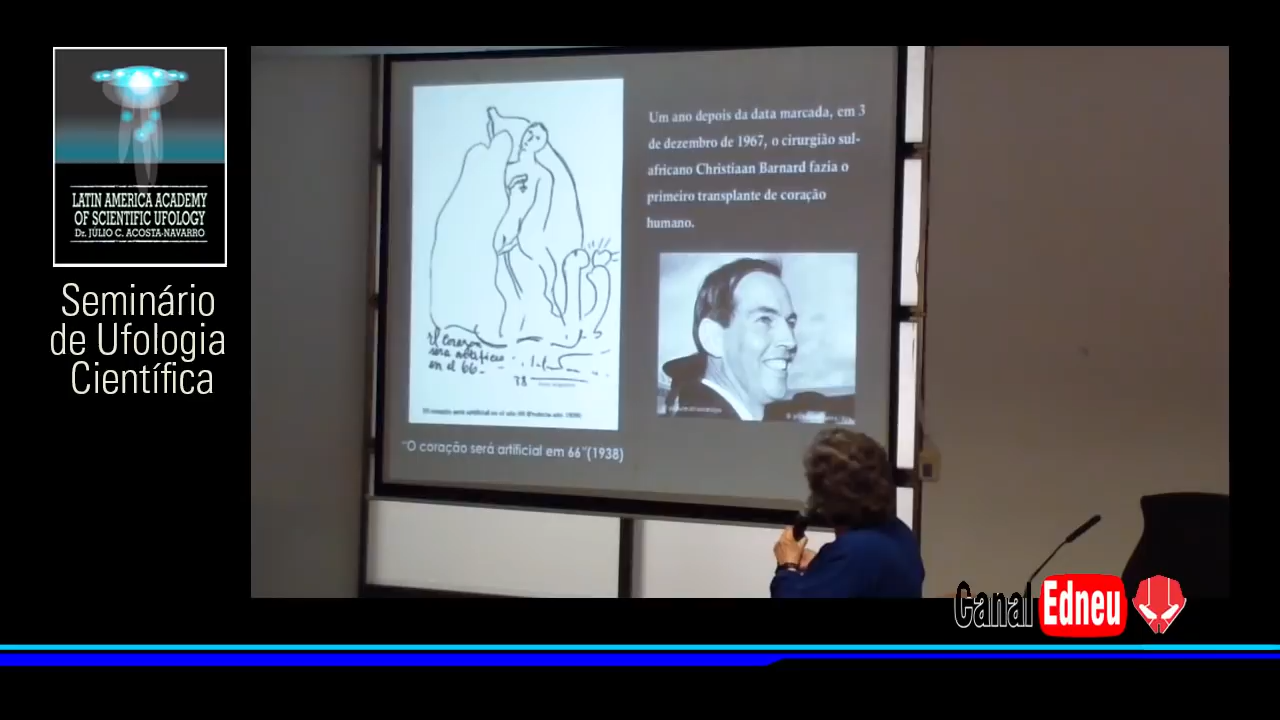 LATIN AMERICA ACADEMY
OF SCIENTIFIC UFOLOGY
Dr. JÚLIO C. ACOSTA-NAVARRO
Seminário
de Ufologia
Científica
El Corazon
sera artificial
en el 66 -
38
"O coração será artificial em 66"(1938)
Um ano depois da data marcada, em 3
de dezembro de 1967, o cirurgião sul-
africano Christiaan Barnard fazia o
primeiro transplante de coração
humano.
Canal Edneu